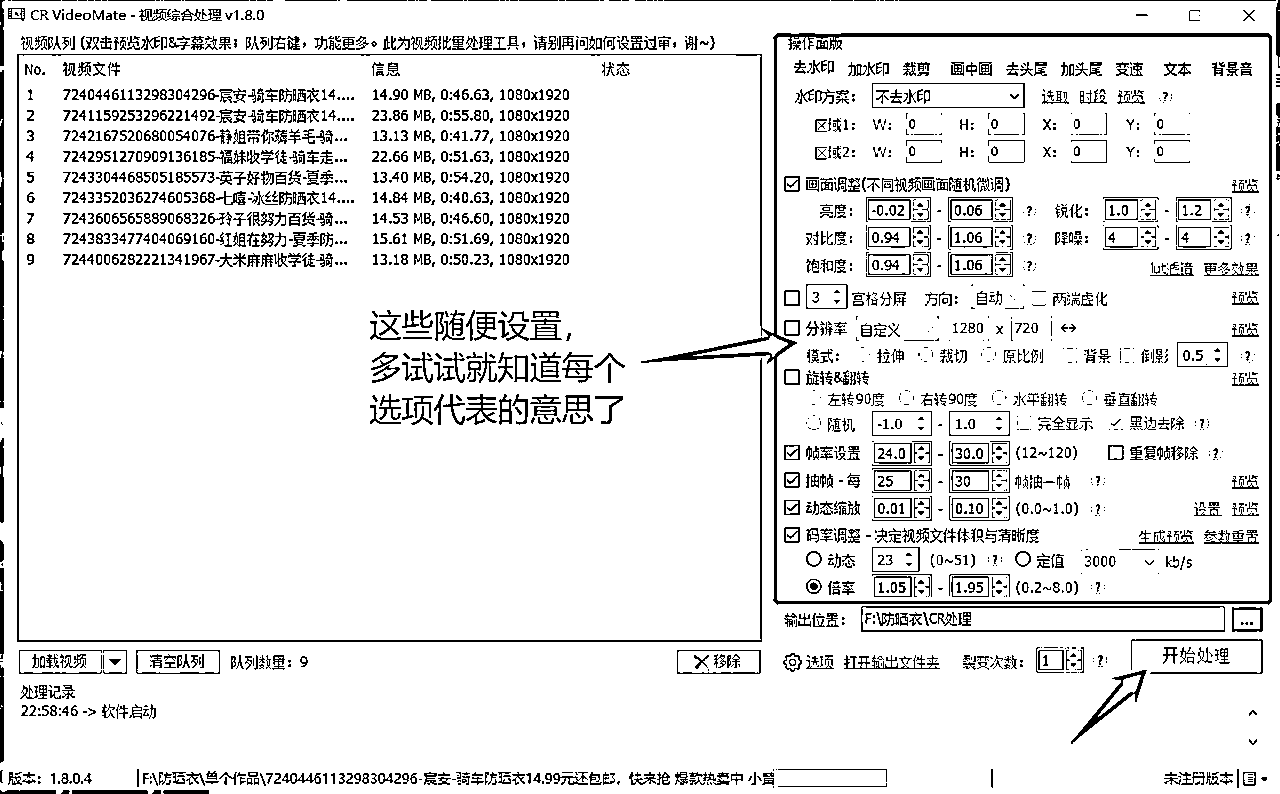 CR VideoMate - 视频综合处理 v1.8.0
视频队列 (双击预览水印&字幕效果; 队列右键, 功能更多。此为视频批量处理工具, 请别再问如何设置过审, 谢~)
No. 视频文件 信息 状态
1 7240446113298304296-宸安-骑车防晒衣14.... 14.90 MB, 0:46.63, 1080x1920
2 7241159253296221492-宸安-骑车防晒衣14.... 23.86 MB, 0:55.80, 1080x1920
3 7242167520680054076-静姐带你薅羊毛-骑... 13.13 MB, 0:41.77, 1080x1920
4 7242951270909136185-福妹收学徒-骑车走... 22.66 MB, 0:51.63, 1080x1920
5 7243304468505185573-英子好物百货-夏季... 13.40 MB, 0:54.20, 1080x1920
6 7243352036274605368-七嘻-冰丝防晒衣14.... 14.84 MB, 0:40.63, 1080x1920
7 7243606565889068326-玲子很努力百货-骑... 14.53 MB, 0:46.60, 1080x1920
8 7243833477404069160-红姐在努力-夏季防... 15.61 MB, 0:51.69, 1080x1920
9 7244006282221341967-大米麻麻收学徒-骑... 13.18 MB, 0:50.23, 1080x1920
这些随便设置,
多试试就知道每个
选项代表的意思了
操作面版
去水印 加水印 裁剪 画中画 去头尾 加头尾 变速 文本 背景音
水印方案: 不去水印 选取 时段 预览 ?
区域1: W: 0 H: 0 X: 0 Y: 0
区域2: W: 0 H: 0 X: 0 Y: 0
画面调整(不同视频画面随机微调) 预览
亮度: -0.02 - 0.06 ? 锐化: 1.0 - 1.2 ?
对比度: 0.94 - 1.06 ? 降噪: 4 - 4 ?
饱和度: 0.94 - 1.06 ? lut滤镜 更多效果
3 宫格分屏 方向: 自动 两端虚化 预览
分辨率 自定义 1280 x 720 ↔ 预览
模式: 拉伸 裁切 原比例 背景 倒影 0.5 ?
旋转&翻转 预览
左转90度 右转90度 水平翻转 垂直翻转
随机 -1.0 - 1.0 完全显示 黑边去除 ?
帧率设置 24.0 - 30.0 (12~120) 重复帧移除 ?
抽帧 - 每 25 - 30 帧抽一帧 ? 预览
动态缩放 0.01 - 0.10 (0.0~1.0) ? 设置 预览
码率调整 - 决定视频文件体积与清晰度 生成预览 参数重置
动态 23 (0~51) ? 定值 3000 kb/s
倍率 1.05 - 1.95 (0.2~8.0) ?
输出位置: F:\防晒衣\CR处理 ...
加载视频 清空队列 队列数量: 9 移除
选项 打开输出文件夹 裂变次数: 1 ? 开始处理
处理记录
22:58:46 -> 软件启动
版本: 1.8.0.4 F:\防晒衣\单个作品\7240446113298304296-宸安-骑车防晒衣14.99元还包邮, 快来抢 爆款热卖中 小 未注册版本